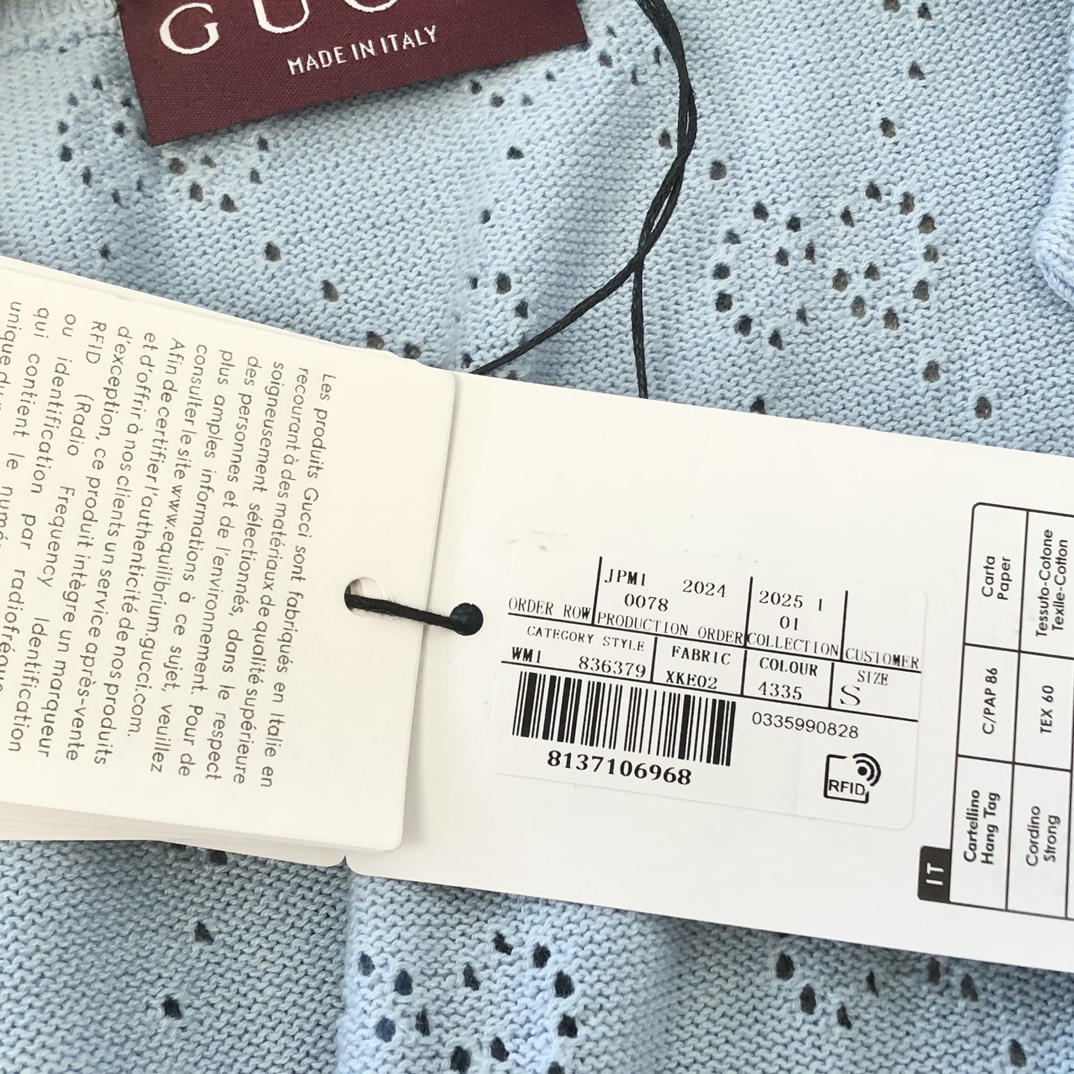 GUC
MADE IN ITALY
Les produits Gucci sont fabriqués en Italie en
recourant à des matériaux de qualité supérieure
soigneusement sélectionnés, dans le respect
des personnes et de l'environnement. Pour de
plus amples informations à ce sujet, veuillez
consulter le site www.equilibrium.gucci.com.
Afin de certifier l'authenticité de nos produits
et d'offrir à nos clients un service après-vente
d'exception, ce produit intègre un marqueur
RFID (Radio Frequency Identification
ou identification par radiofréque
qui contient le numé
unique d'un
JPM1 2024
0078
2025 1
01
ORDER ROW PRODUCTION ORDER COLLECTION CUSTOMER
CATEGORY STYLE FABRIC COLOUR SIZE
WM1 836379 XKE02 4335 S
0335990828
8137106968
RFID
IT
Carta
Paper
C/PAP 86
Cartellino
Hang Tag
Tessuto-Cotone
Textile-Cotton
TEX 60
Cordino
Strong